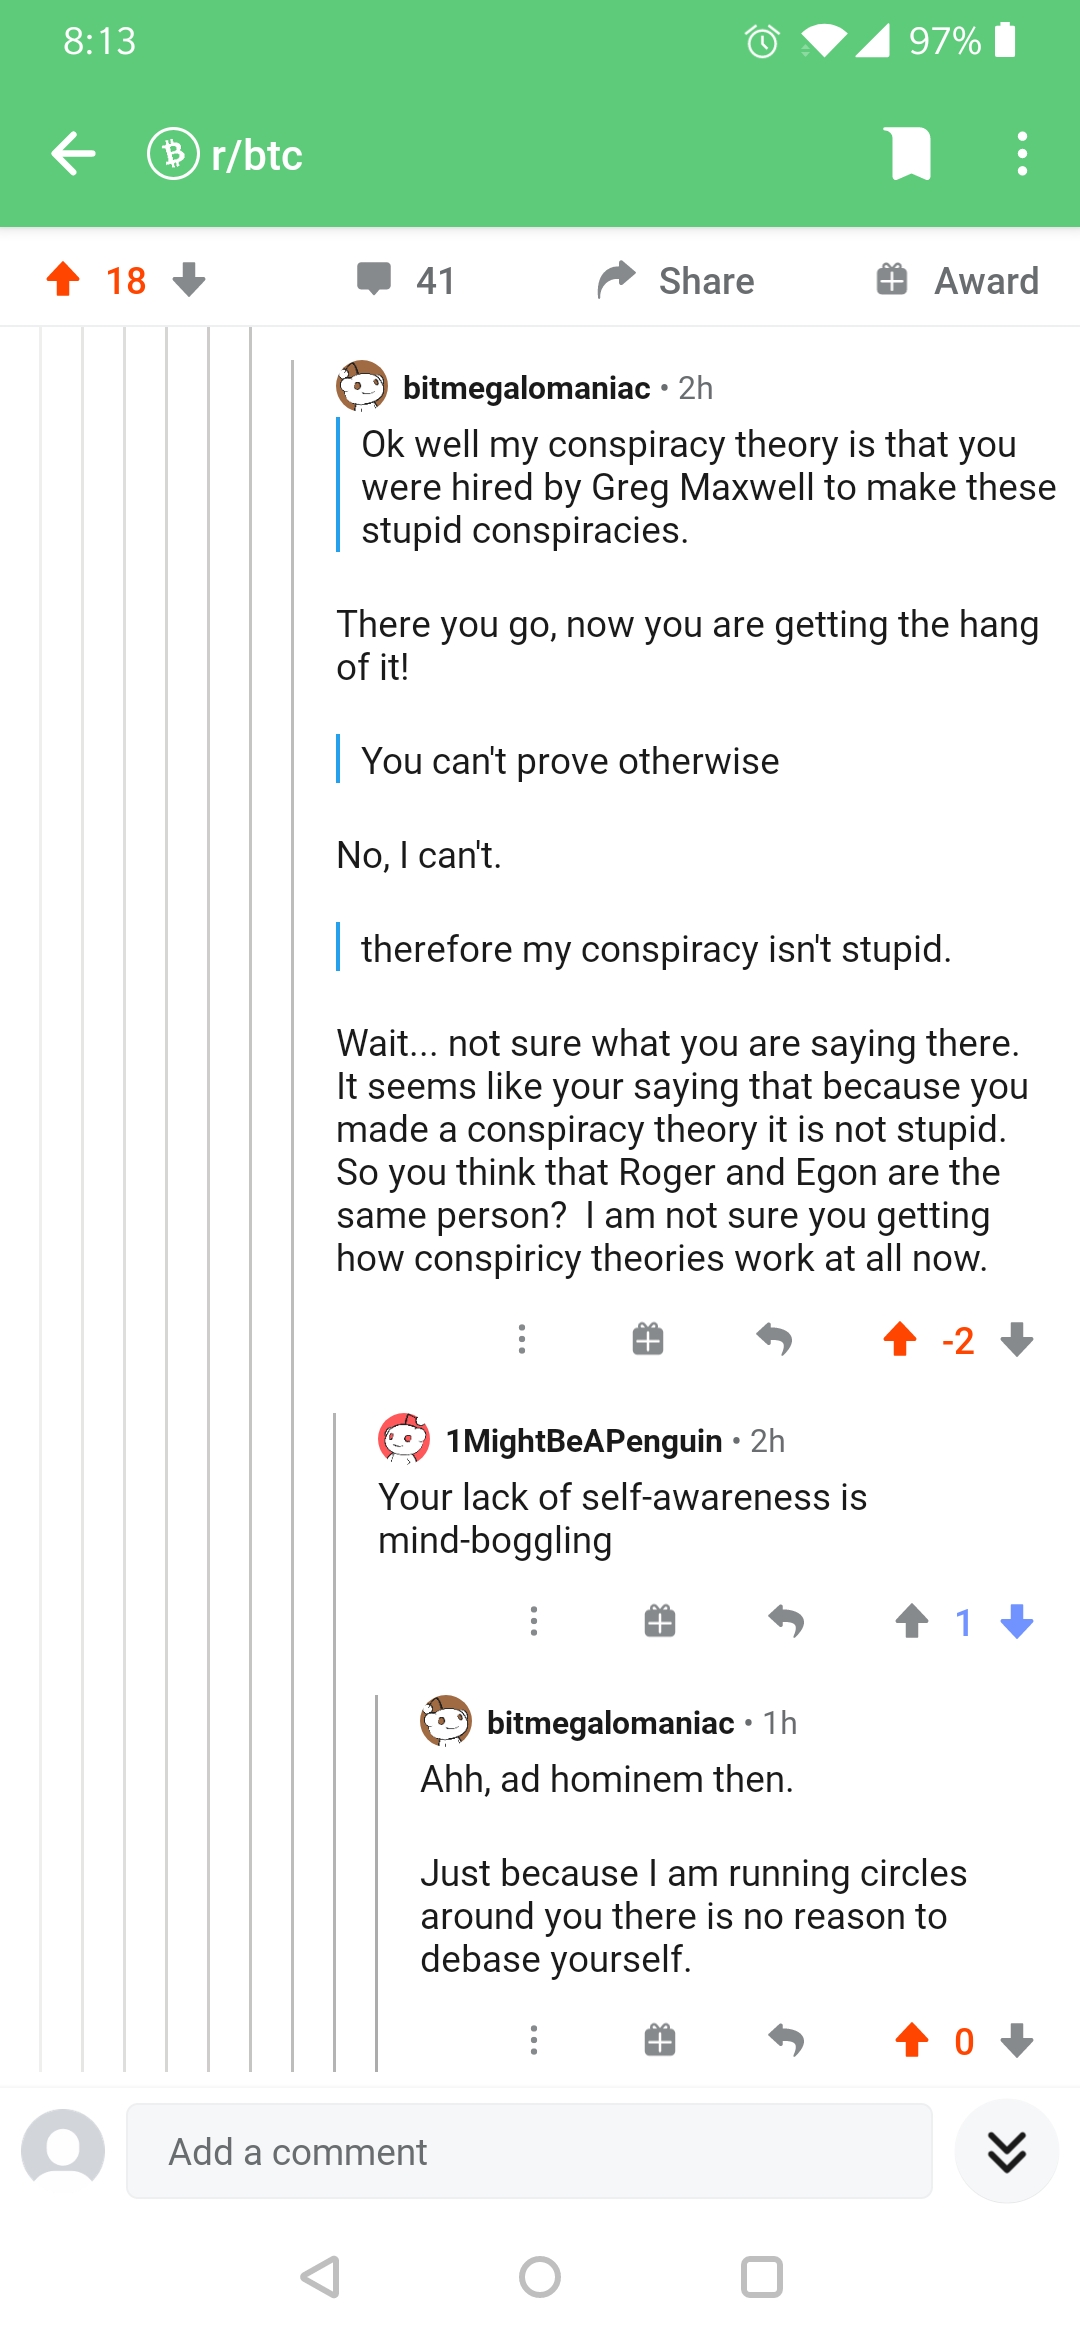 8:13
97%
r/btc
18
41
Share
Award
bitmegalomaniac • 2h
Ok well my conspiracy theory is that you
were hired by Greg Maxwell to make these
stupid conspiracies.
There you go, now you are getting the hang
of it!
You can't prove otherwise
No, I can't.
therefore my conspiracy isn't stupid.
Wait... not sure what you are saying there.
It seems like your saying that because you
made a conspiracy theory it is not stupid.
So you think that Roger and Egon are the
same person?  I am not sure you getting
how conspiricy theories work at all now.
-2
1MightBeAPenguin • 2h
Your lack of self-awareness is
mind-boggling
1
bitmegalomaniac • 1h
Ahh, ad hominem then.
Just because I am running circles
around you there is no reason to
debase yourself.
0
Add a comment